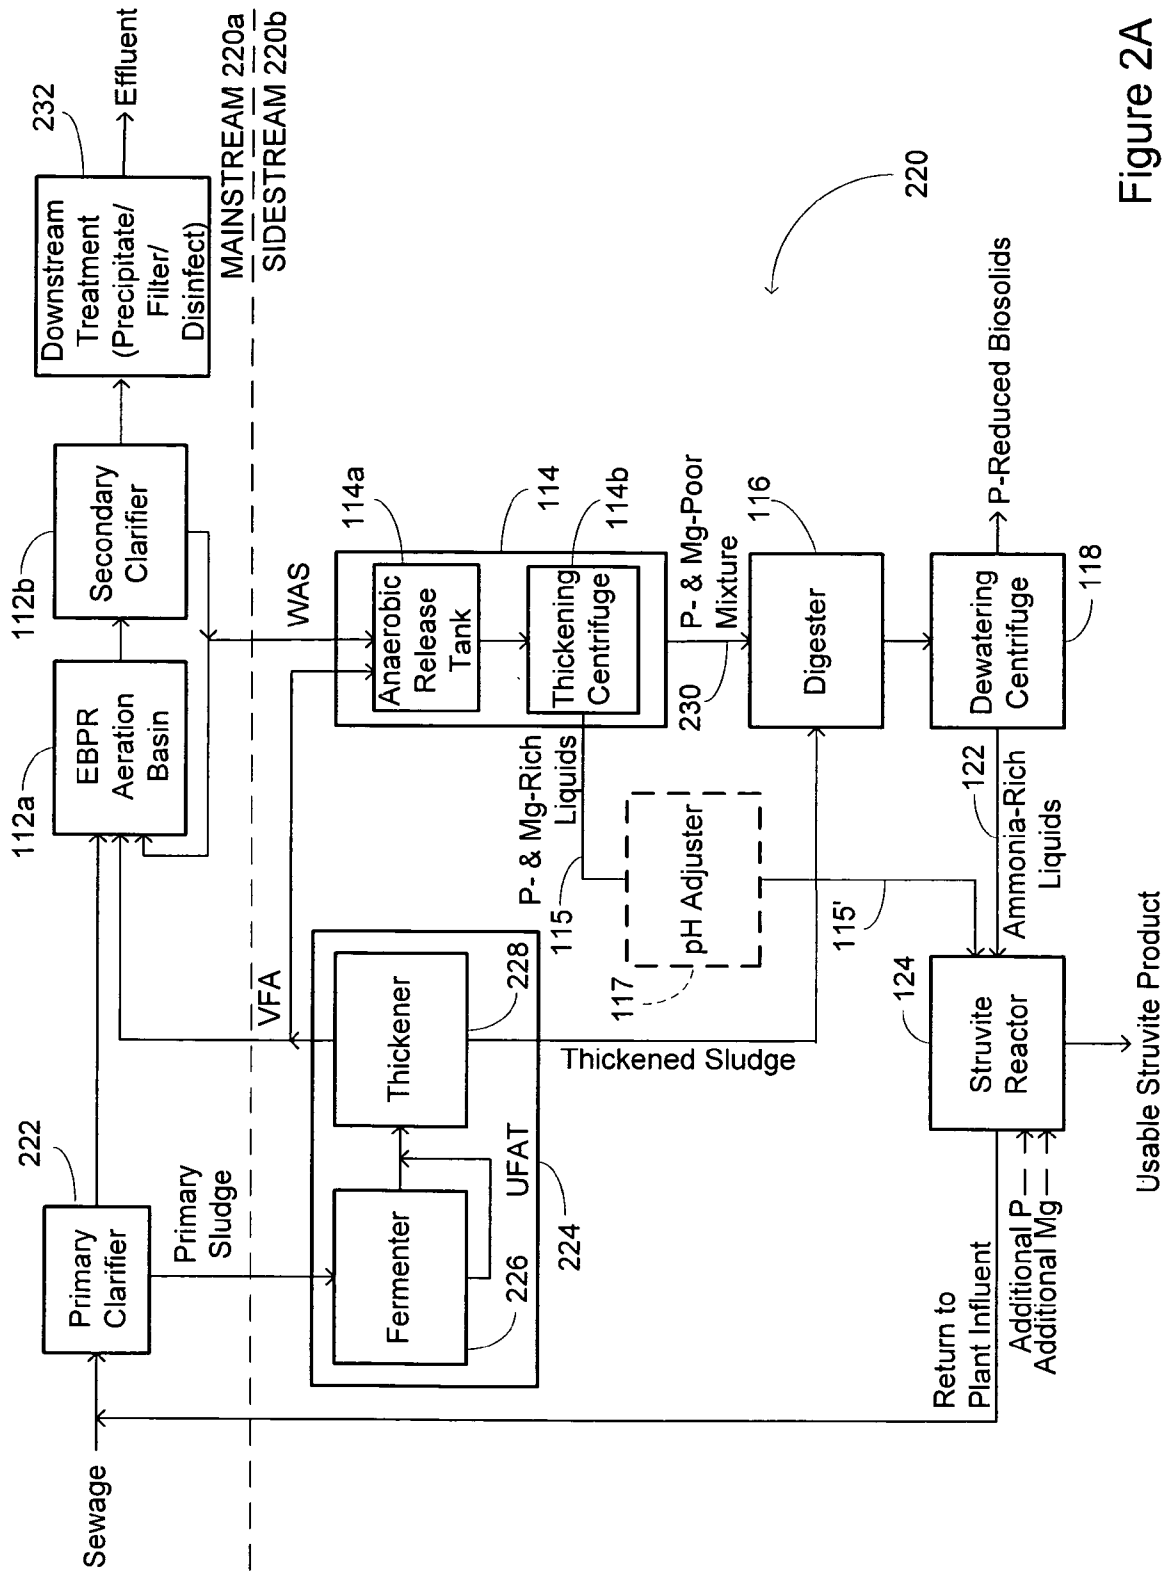 Sewage
Primary
Clarifier
222
112a
EBPR
Aeration
Basin
112b
Secondary
Clarifier
Downstream
Treatment
(Precipitate/
Filter/
Disinfect)
232
Effluent
MAINSTREAM 220a
SIDESTREAM 220b
Primary
Sludge
VFA
WAS
Fermenter
226
Thickener
228
UFAT
224
Thickened Sludge
Anaerobic
Release
Tank
114a
114
Thickening
Centrifuge
114b
P- & Mg-Rich
Liquids
115
pH Adjuster
117
115'
P- & Mg-Poor
Mixture
230
Digester
116
Dewatering
Centrifuge
118
P-Reduced Biosolids
122
Ammonia-Rich
Liquids
124
Struvite
Reactor
Return to
Plant Influent
Additional P
Additional Mg
Usable Struvite Product
220
Figure 2A